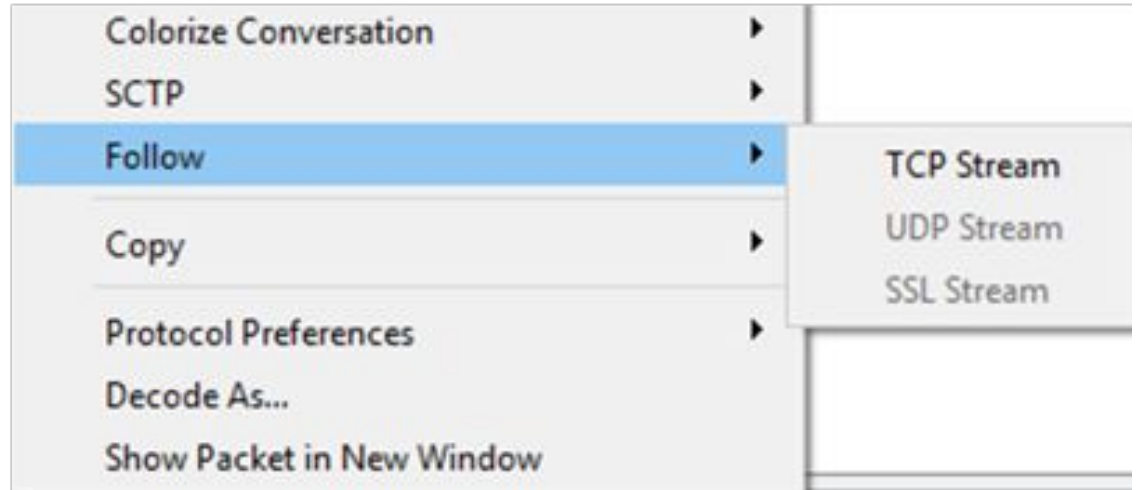 Colorize Conversation
SCTP
Follow
TCP Stream
UDP Stream
SSL Stream
Copy
Protocol Preferences
Decode As...
Show Packet in New Window